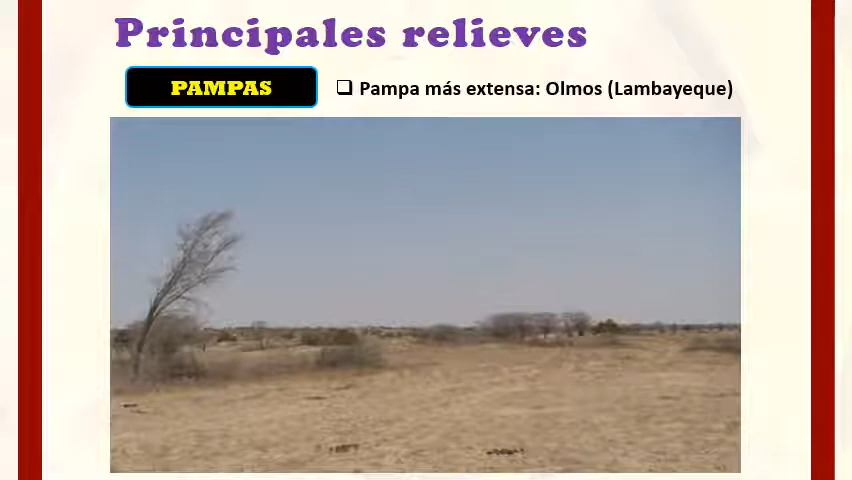 Principales relieves
PAMPAS
❑ Pampa más extensa: Olmos (Lambayeque)